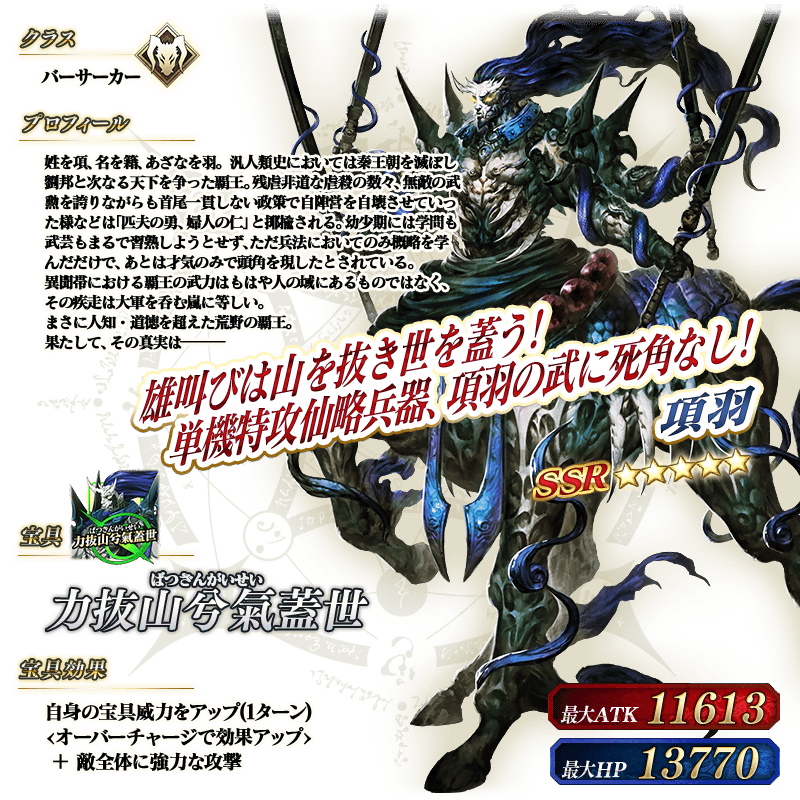 クラス
バーサーカー
プロフィール
姓を項、名を籍、あざなを羽。汎人類史においては秦王朝を滅ぼし
劉邦と次なる天下を争った覇王。残虐非道な虐殺の数々、無敵の武
勲を誇りながらも首尾一貫しない政策で自陣営を自壊させていっ
た様などは「匹夫の勇、婦人の仁」と揶揄される。幼少期には学問も
武芸もまるで習熟しようとせず、ただ兵法においてのみ概略を学
んだだけで、あとは才気のみで頭角を現したとされている。
異聞帯における覇王の武力はもはや人の域にあるものではなく、
その疾走は大軍を呑む嵐に等しい。
まさに人知・道徳を超えた荒野の覇王。
果たして、その真実は───
雄叫びは山を抜き世を蓋う！
単機特攻仙略兵器、項羽の武に死角なし！
項羽
SSR ★★★★★
宝具
ばつざんがいせい
力抜山兮氣蓋世
ばつざんがいせい
力抜山兮氣蓋世
宝具効果
自身の宝具威力をアップ(1ターン)
<オーバーチャージで効果アップ>
＋ 敵全体に強力な攻撃
最大ATK 11613
最大HP 13770